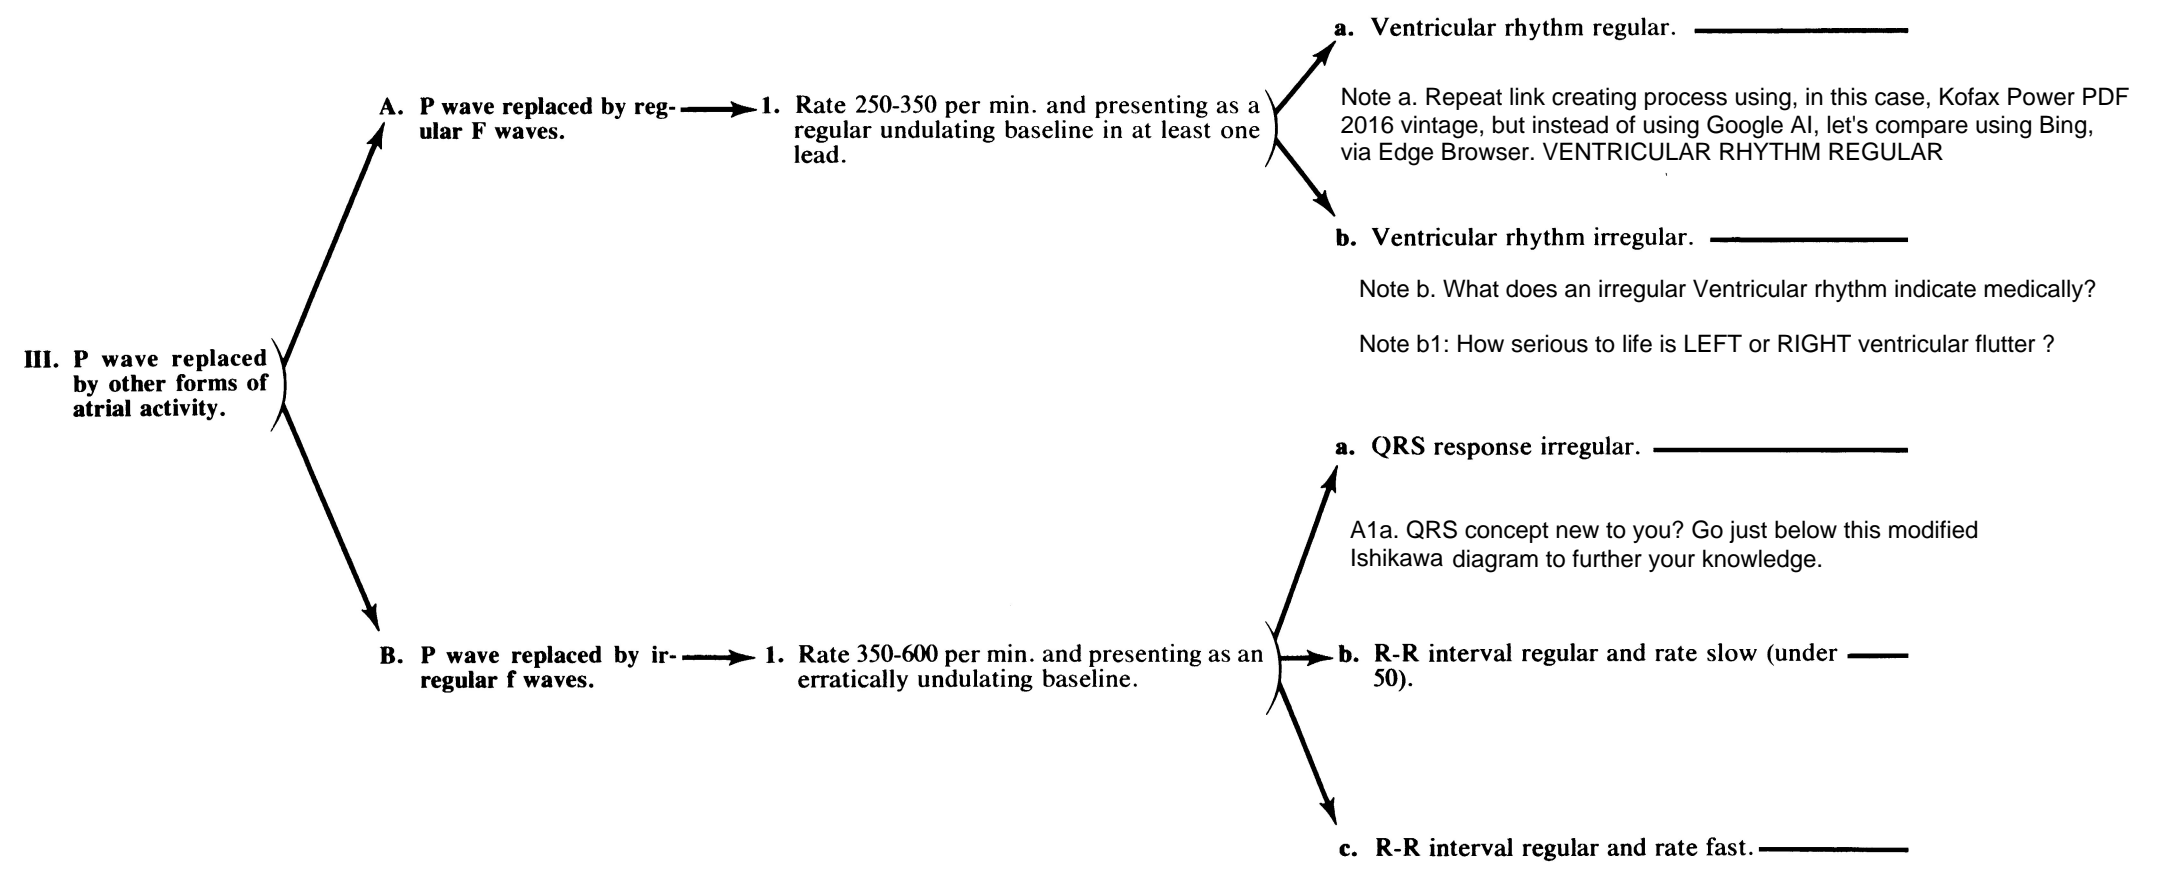 III. P wave replaced
by other forms of
atrial activity.
A. P wave replaced by reg-
ular F waves.
1. Rate 250-350 per min. and presenting as a
regular undulating baseline in at least one
lead.
a. Ventricular rhythm regular.
Note a. Repeat link creating process using, in this case, Kofax Power PDF
2016 vintage, but instead of using Google AI, let's compare using Bing,
via Edge Browser. VENTRICULAR RHYTHM REGULAR
b. Ventricular rhythm irregular.
Note b. What does an irregular Ventricular rhythm indicate medically?
Note b1: How serious to life is LEFT or RIGHT ventricular flutter ?
B. P wave replaced by ir-
regular f waves.
1. Rate 350-600 per min. and presenting as an
erratically undulating baseline.
a. QRS response irregular.
A1a. QRS concept new to you? Go just below this modified
Ishikawa diagram to further your knowledge.
b. R-R interval regular and rate slow (under
50).
c. R-R interval regular and rate fast.